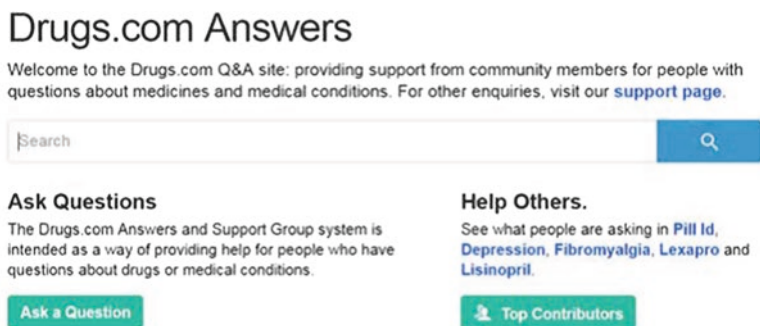 Drugs.com Answers
Welcome to the Drugs.com Q&A site: providing support from community members for people with
questions about medicines and medical conditions. For other enquiries, visit our support page.
Search
Ask Questions
The Drugs.com Answers and Support Group system is
intended as a way of providing help for people who have
questions about drugs or medical conditions.
Ask a Question
Help Others.
See what people are asking in Pill Id,
Depression, Fibromyalgia, Lexapro and
Lisinopril.
Top Contributors